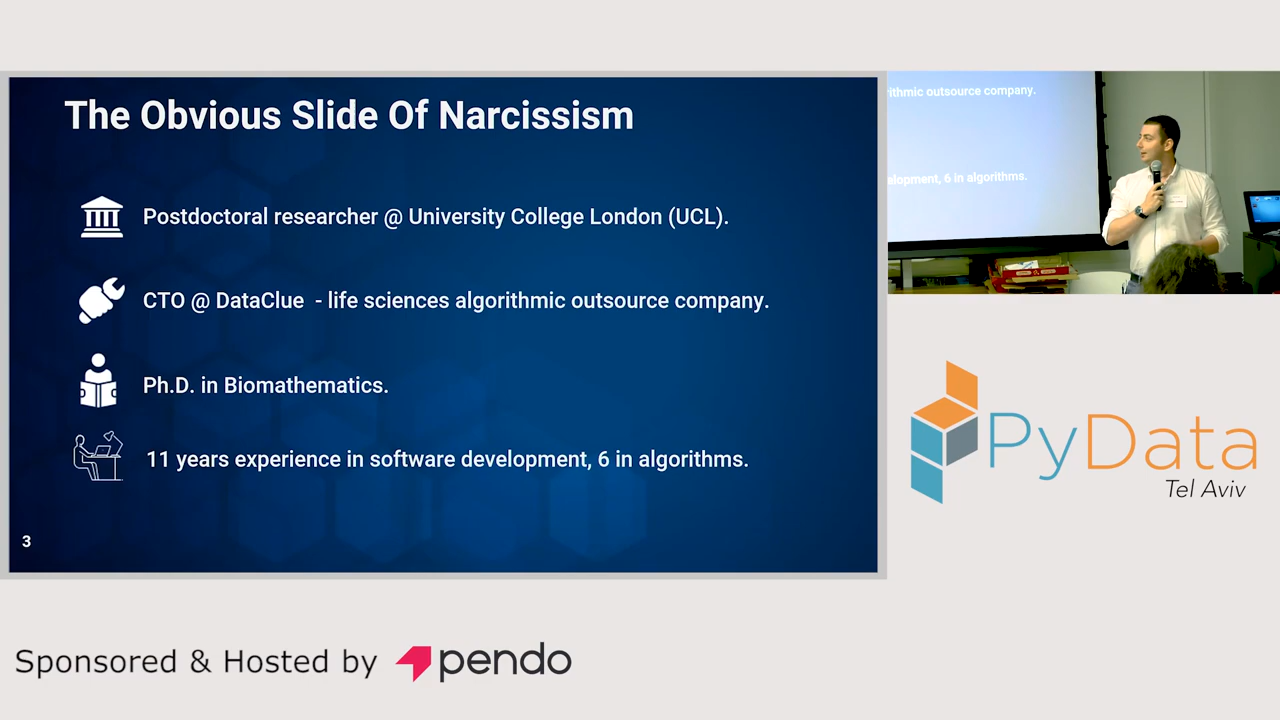 The Obvious Slide Of Narcissism
Postdoctoral researcher @ University College London (UCL).
CTO @ DataClue - life sciences algorithmic outsource company.
Ph.D. in Biomathematics.
11 years experience in software development, 6 in algorithms.
3
rithmic outsource company.
elopment, 6 in algorithms.
PyData
Tel Aviv
Sponsored & Hosted by pendo